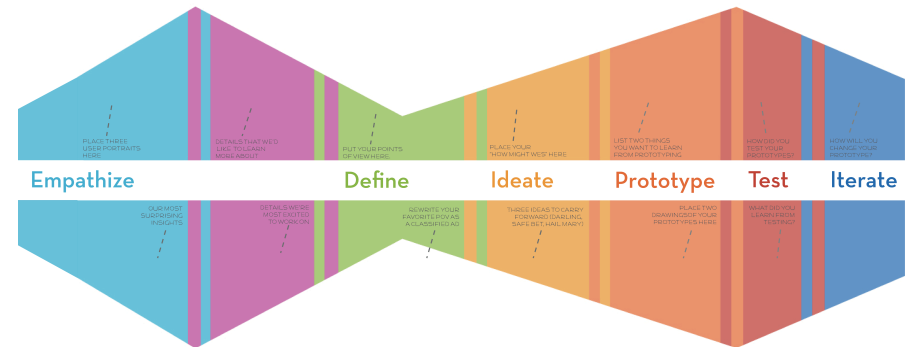 PLACE THREE
USER PORTRAITS
HERE
DETAILS THAT WE'D
LIKE TO LEARN
MORE ABOUT
PUT YOUR POINTS
OF VIEW HERE
PLACE YOUR
"HOW MIGHT WES" HERE
LIST TWO THINGS
YOU WANT TO LEARN
FROM PROTOTYPING
HOW DID YOU
TEST YOUR
PROTOTYPES?
HOW WILL YOU
CHANGE YOUR
PROTOTYPE?
Empathize
Define
Ideate
Prototype
Test
Iterate
OUR MOST
SURPRISING
INSIGHTS
DETAILS WE'RE
MOST EXCITED
TO WORK ON
REWRITE YOUR
FAVORITE POV AS
A CLASSIFIED AD
THREE IDEAS TO CARRY
FORWARD (DARLING,
SAFE BET, HAIL MARY)
PLACE TWO
DRAWINGS OF YOUR
PROTOTYPES HERE
WHAT DID YOU
LEARN FROM
TESTING?